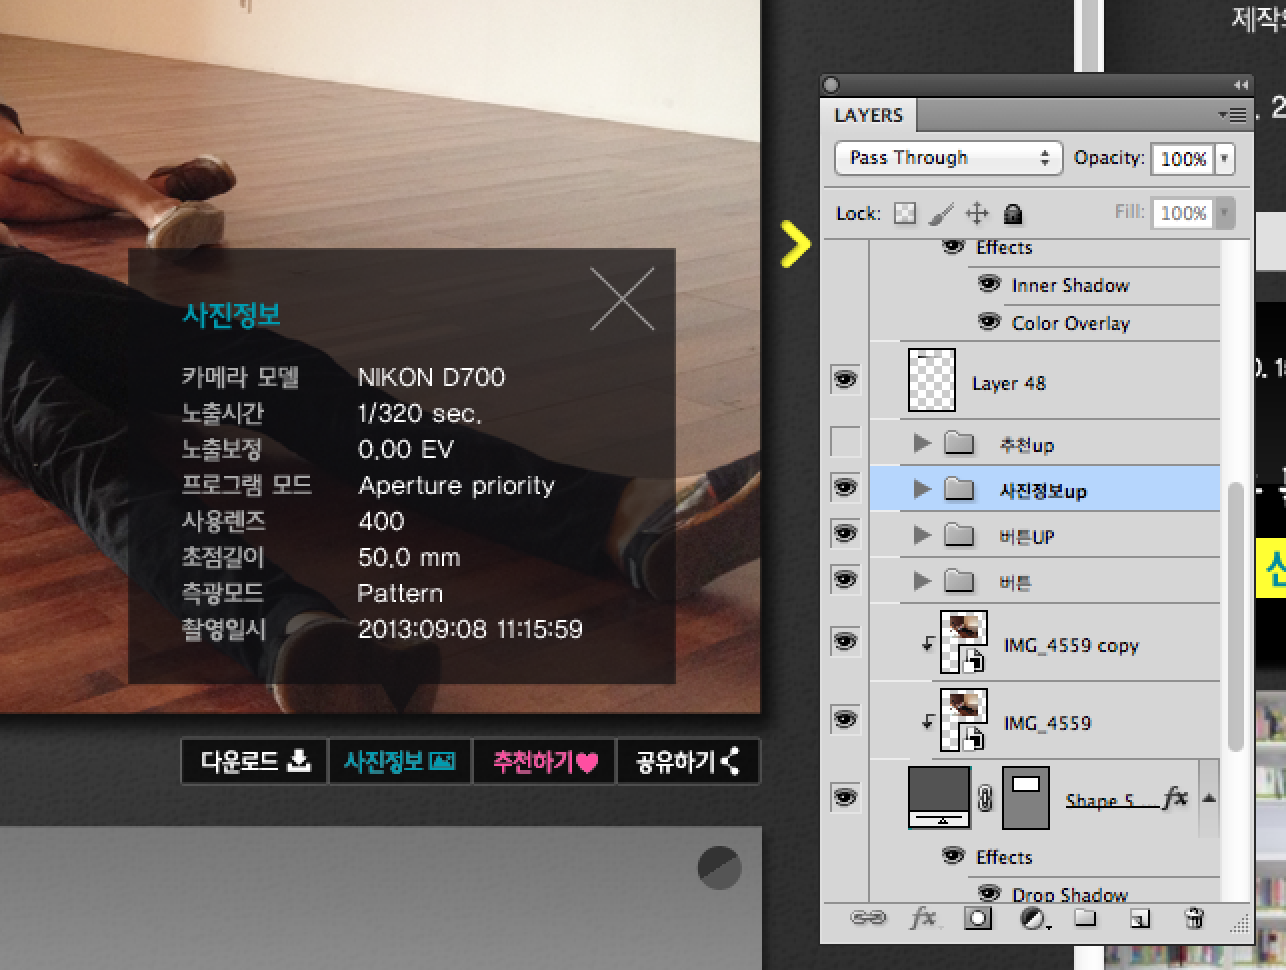 사진정보
카메라 모델 NIKON D700
노출시간 1/320 sec.
노출보정 0.00 EV
프로그램 모드 Aperture priority
사용렌즈 400
초점길이 50.0 mm
측광모드 Pattern
촬영일시 2013:09:08 11:15:59
다운로드 사진정보 추천하기 공유하기
LAYERS
Pass Through Opacity: 100%
Lock: Fill: 100%
Effects
Inner Shadow
Color Overlay
Layer 48
추천up
사진정보up
버튼UP
버튼
IMG_4559 copy
IMG_4559
Shape 5 ... fx
Effects
Drop Shadow
fx